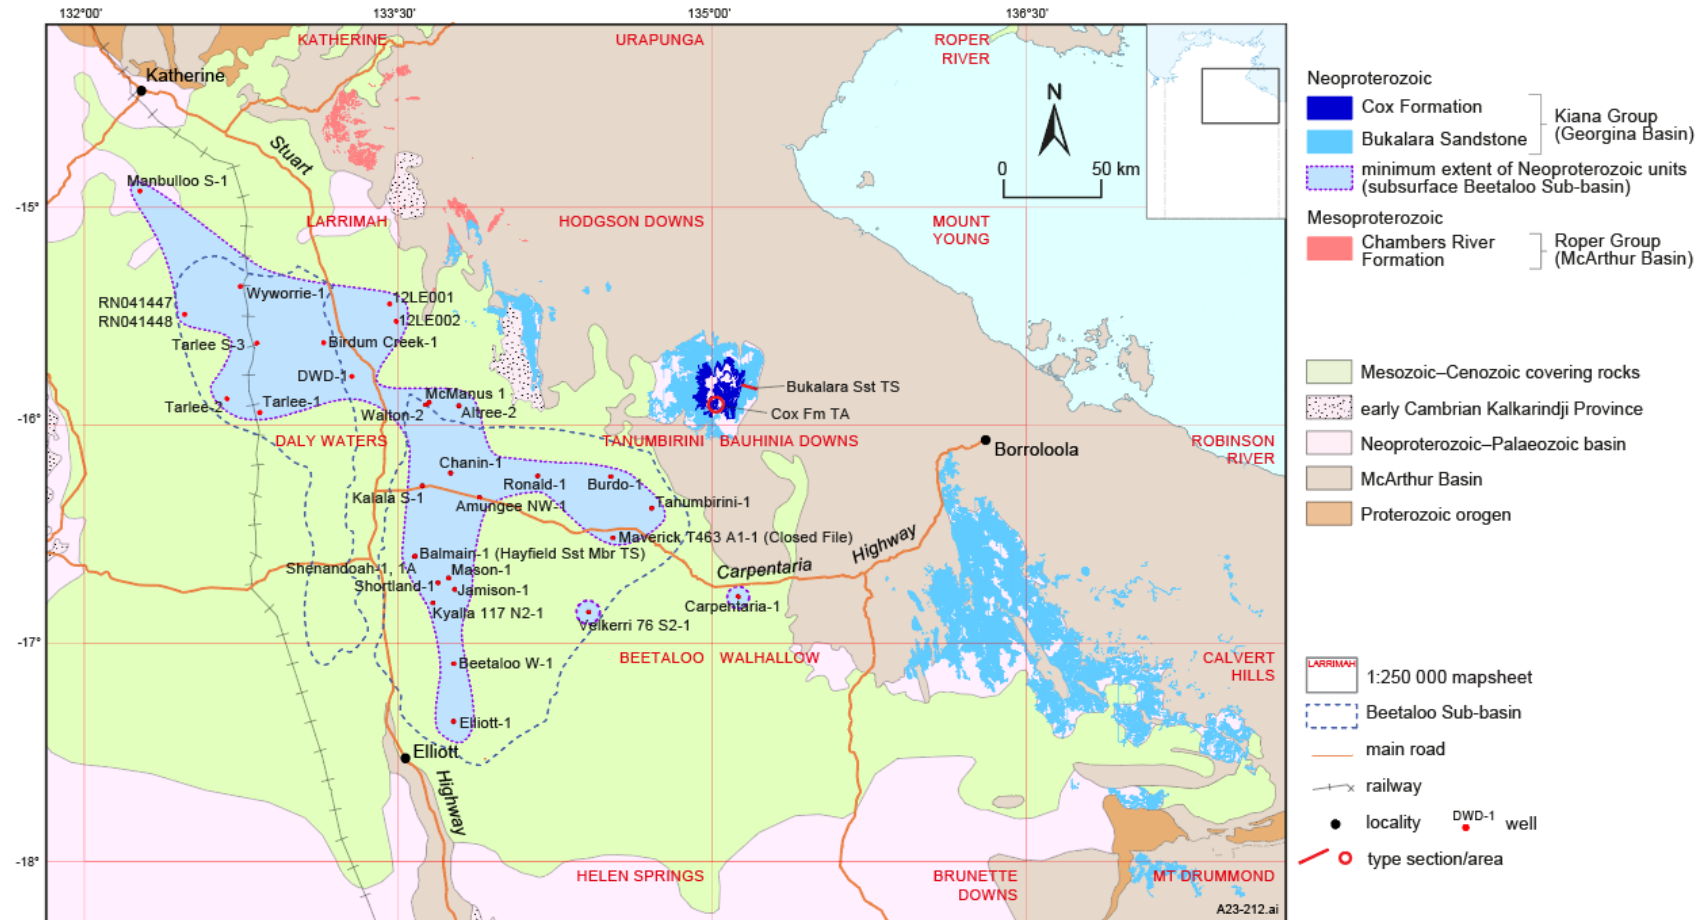 132°00'
133°30'
135°00'
136°30'
KATHERINE
URAPUNGA
ROPER
RIVER
Katherine
N
0
50 km
Stuart
Manbulloo S-1
-15°
LARRIMAH
HODGSON DOWNS
MOUNT
YOUNG
Wyworrie-1
12LE001
12LE002
RN041447
RN041448
Tarlee S-3
Birdum Creek-1
DWD-1
Tarlee-2
Tarlee-1
McManus 1
Walton-2
Altree-2
Bukalara Sst TS
Cox Fm TA
-16°
DALY WATERS
TANUMBIRINI
BAUHINIA DOWNS
ROBINSON
RIVER
Borroloola
Chanin-1
Kalala S-1
Ronald-1
Burdo-1
Amungee NW-1
Tanumbirini-1
Maverick T463 A1-1 (Closed File)
Balmain-1 (Hayfield Sst Mbr TS)
Shenandoah-1, 1A
Mason-1
Shortland-1
Jamison-1
Kyalla 117 N2-1
Carpentaria
Highway
Carpentaria-1
Velkerri 76 S2-1
-17°
BEETALOO
WALHALLOW
CALVERT
HILLS
Beetaloo W-1
Elliott-1
Elliott
Highway
-18°
HELEN SPRINGS
BRUNETTE
DOWNS
MT DRUMMOND
A23-212.ai
Neoproterozoic
Cox Formation
Bukalara Sandstone
Kiana Group
(Georgina Basin)
minimum extent of Neoproterozoic units
(subsurface Beetaloo Sub-basin)
Mesoproterozoic
Chambers River
Formation
Roper Group
(McArthur Basin)
Mesozoic–Cenozoic covering rocks
early Cambrian Kalkarindji Province
Neoproterozoic–Palaeozoic basin
McArthur Basin
Proterozoic orogen
LARRIMAH
1:250 000 mapsheet
Beetaloo Sub-basin
main road
railway
locality
DWD-1
well
type section/area